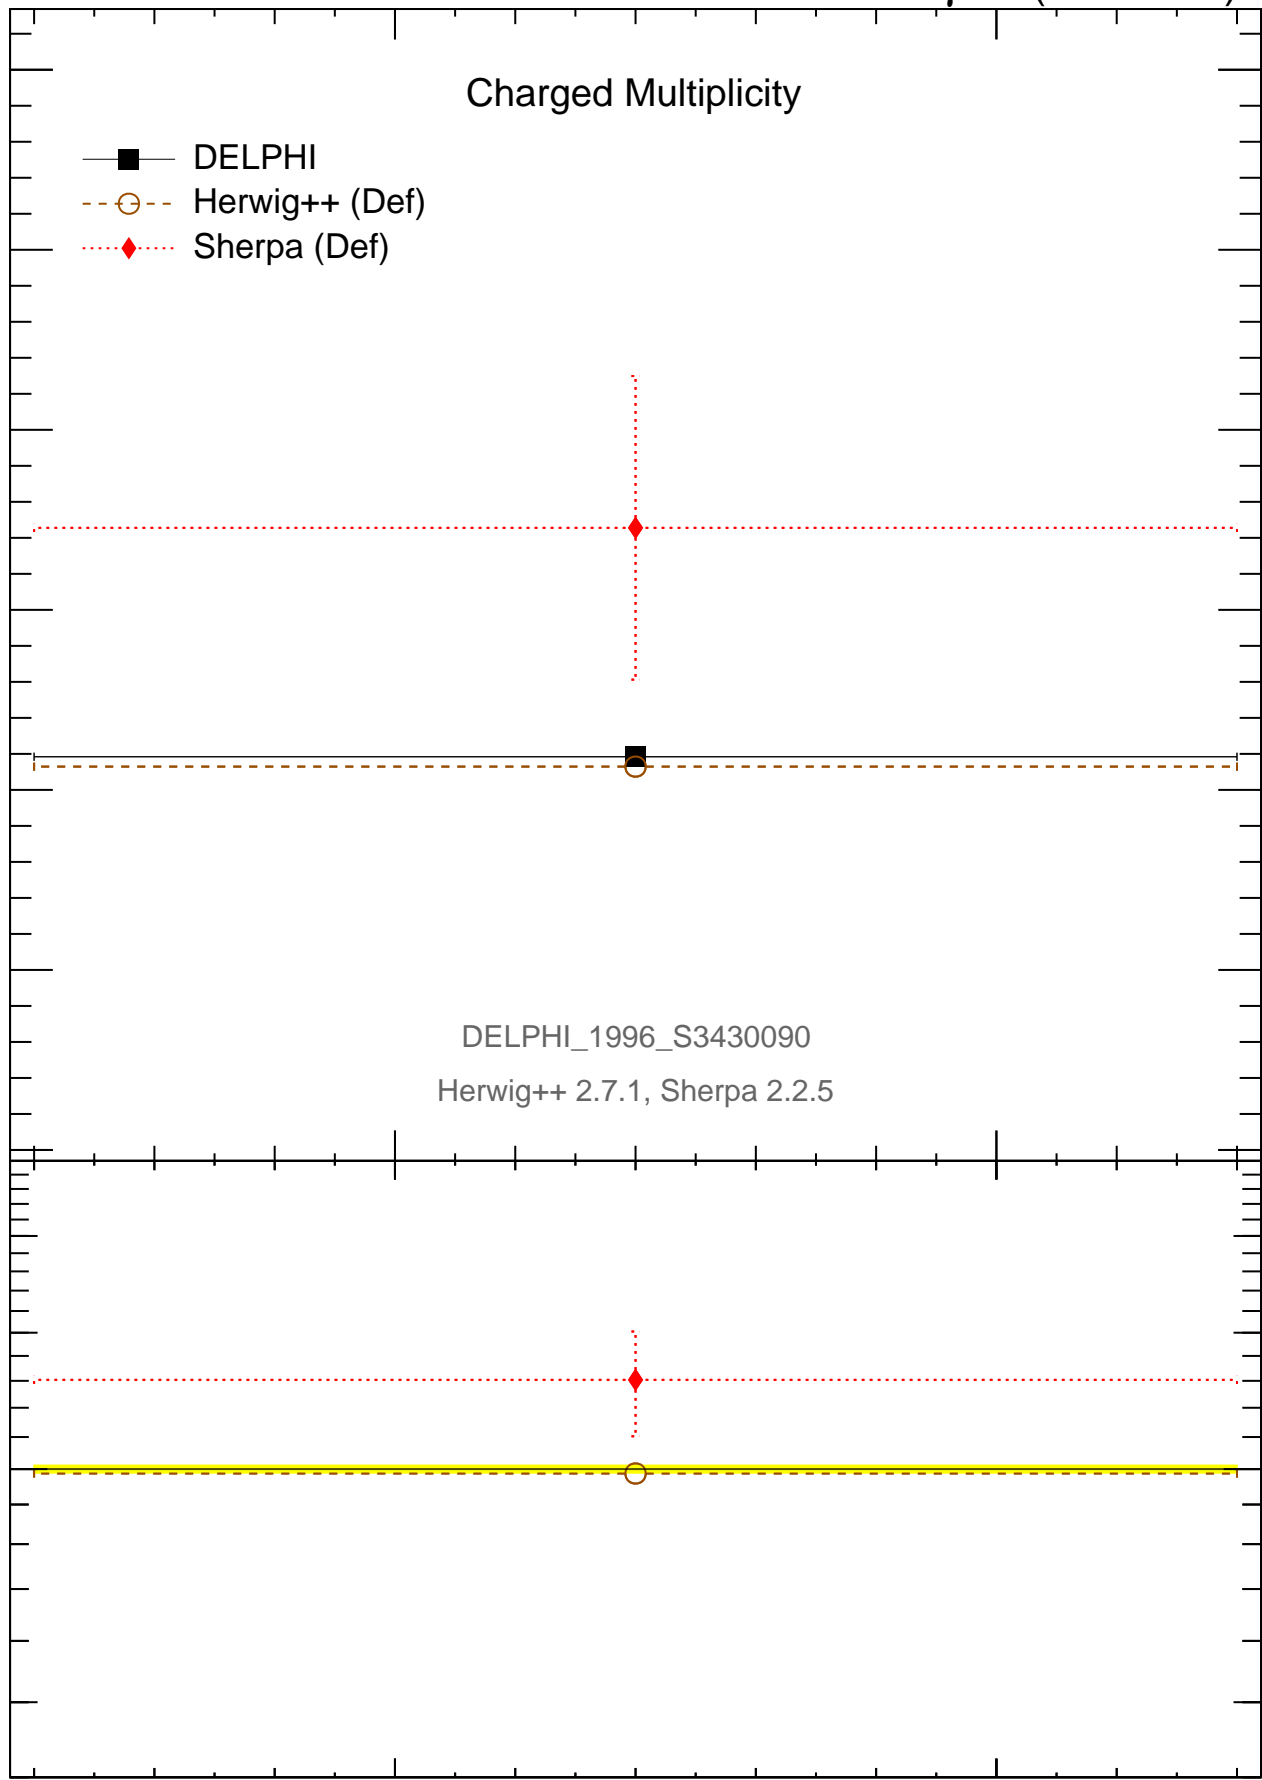 Charged Multiplicity
DELPHI
Herwig++ (Def)
Sherpa (Def)
DELPHI_1996_S3430090
Herwig++ 2.7.1, Sherpa 2.2.5